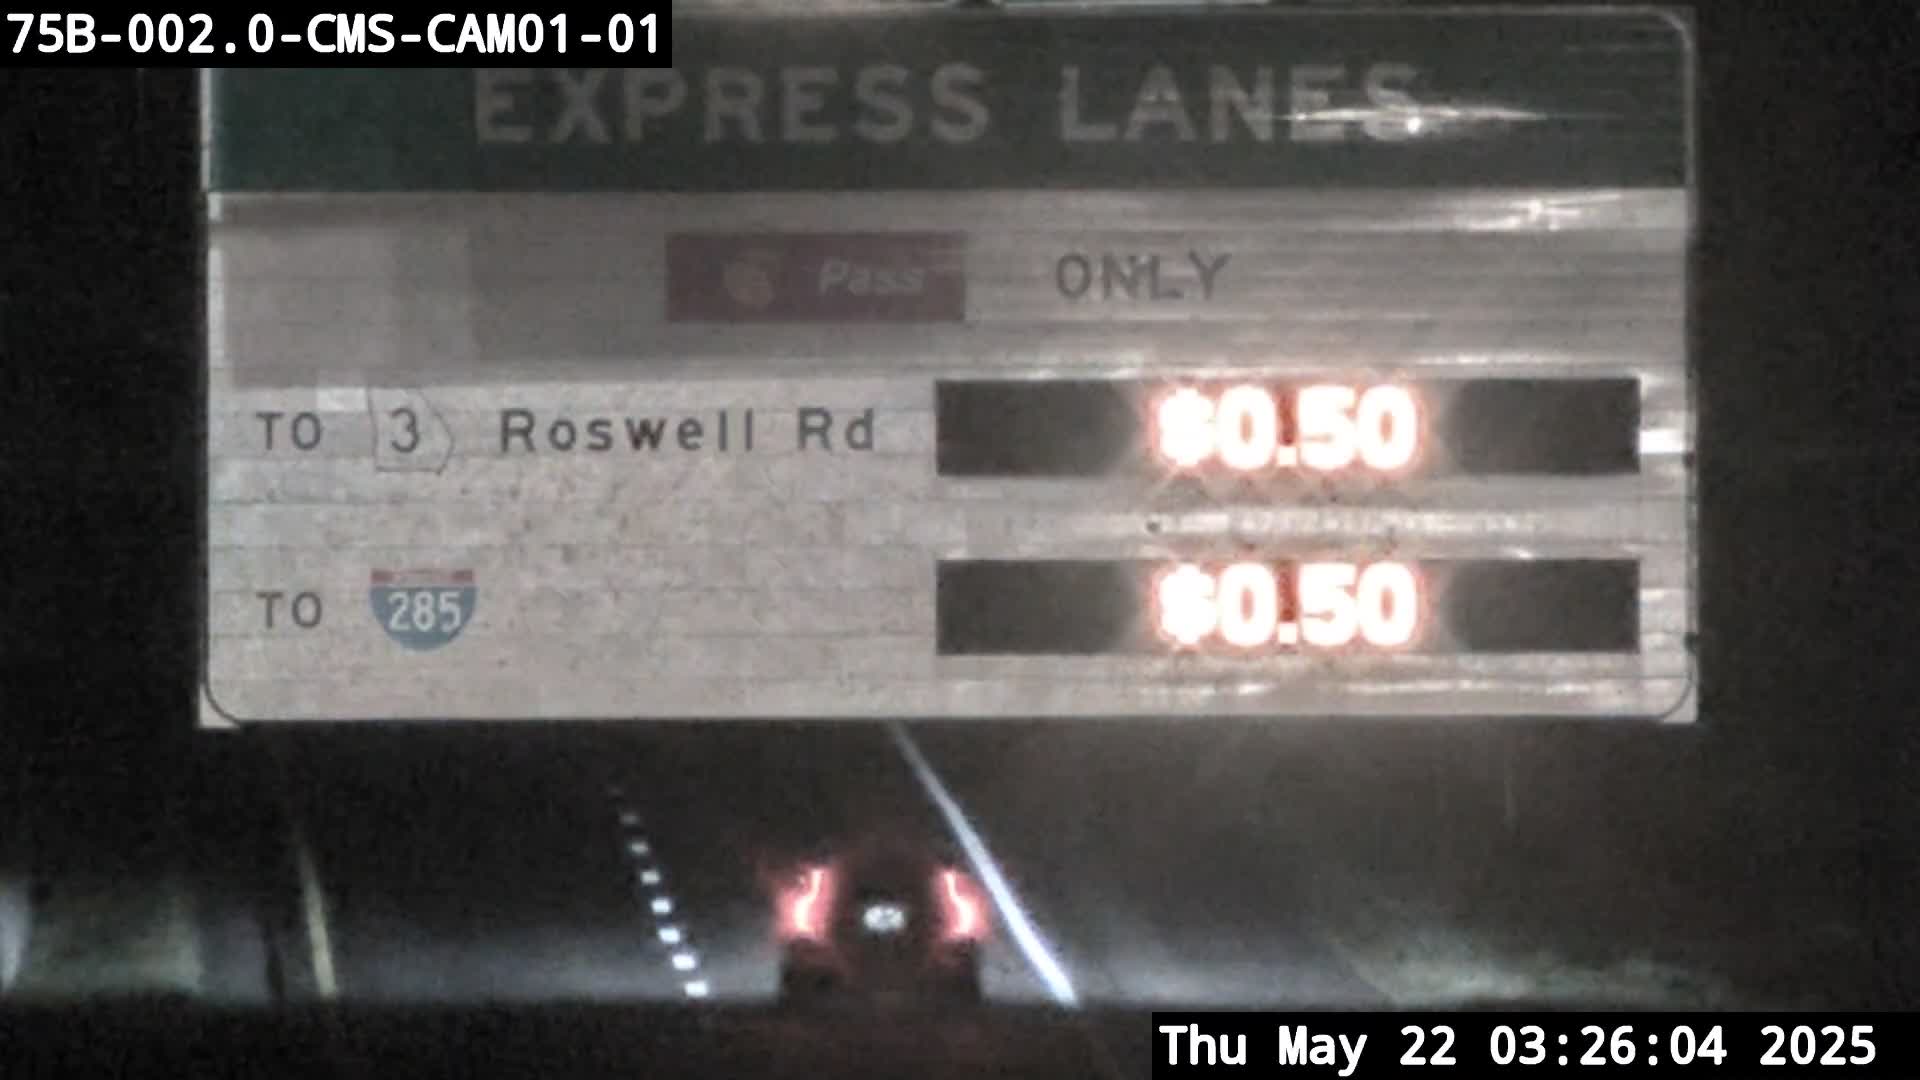 75B-002.0-CMS-CAM01-01
EXPRESS LANES
Pass ONLY
TO 3 Roswell Rd $0.50
TO 285 $0.50
Thu May 22 03:26:04 2025